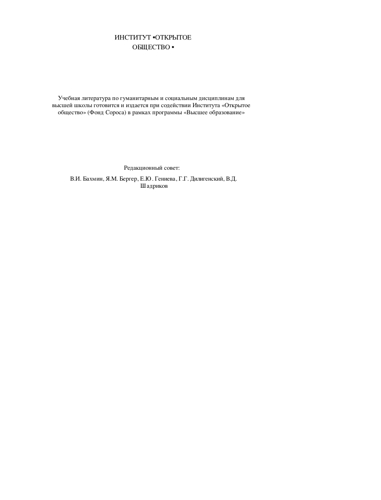 ИНСТИТУТ •ОТКРЫТОЕ
ОБЩЕСТВО •
Учебная литература по гуманитарным и социальным дисциплинам для
высшей школы готовится и издается при содействии Института «Открытое
общество» (Фонд Сороса) в рамках программы «Высшее образование»
Редакционный совет:
В.И. Бахмин, Я.М. Бергер, Е.Ю. Гениева, Г.Г. Дилигенский, В.Д.
Шадриков